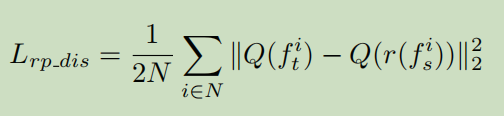 $L_{rp\_dis} = \frac{1}{2N} \sum_{i \in N} \| Q(f_t^i) - Q(r(f_s^i)) \|_2^2$